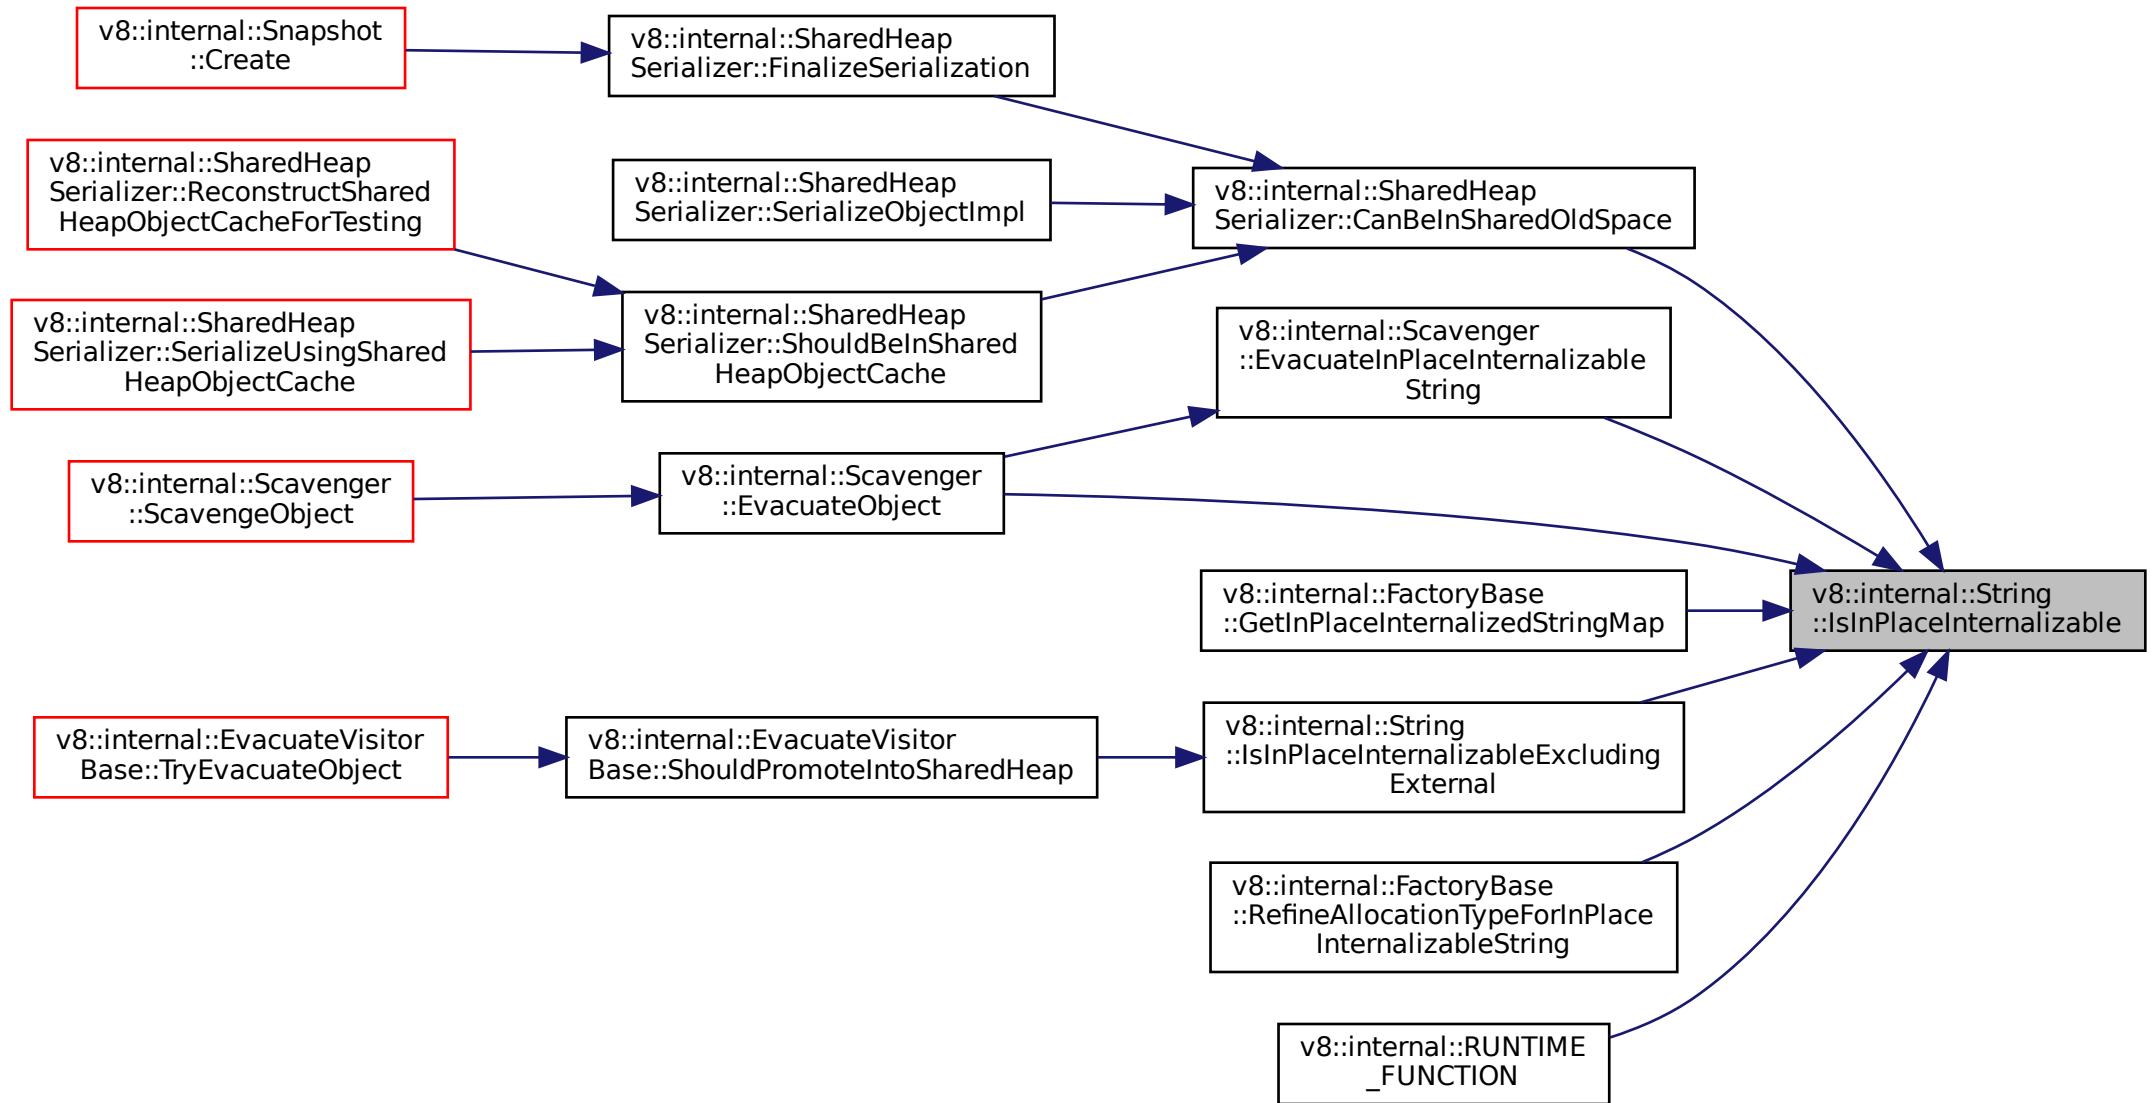 v8::internal::Snapshot
::Create
v8::internal::SharedHeap
Serializer::FinalizeSerialization
v8::internal::SharedHeap
Serializer::ReconstructShared
HeapObjectCacheForTesting
v8::internal::SharedHeap
Serializer::SerializeObjectImpl
v8::internal::SharedHeap
Serializer::CanBeInSharedOldSpace
v8::internal::SharedHeap
Serializer::SerializeUsingShared
HeapObjectCache
v8::internal::SharedHeap
Serializer::ShouldBeInShared
HeapObjectCache
v8::internal::Scavenger
::EvacuateInPlaceInternalizable
String
v8::internal::Scavenger
::ScavengeObject
v8::internal::Scavenger
::EvacuateObject
v8::internal::FactoryBase
::GetInPlaceInternalizedStringMap
v8::internal::String
::IsInPlaceInternalizable
v8::internal::EvacuateVisitor
Base::TryEvacuateObject
v8::internal::EvacuateVisitor
Base::ShouldPromoteIntoSharedHeap
v8::internal::String
::IsInPlaceInternalizableExcluding
External
v8::internal::FactoryBase
::RefineAllocationTypeForInPlace
InternalizableString
v8::internal::RUNTIME
_FUNCTION